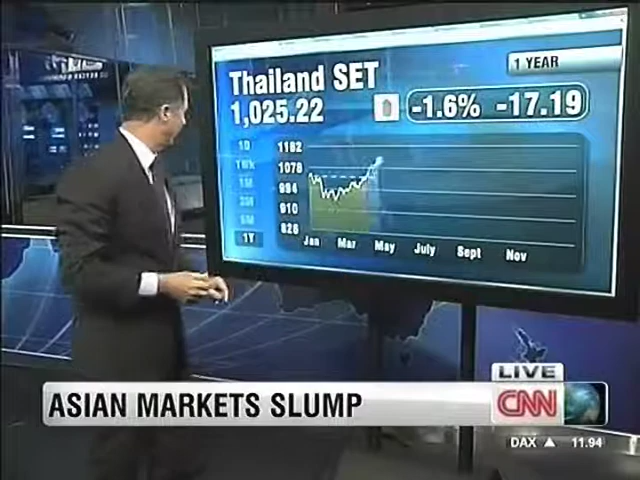 Thailand SET
1 YEAR
1,025.22
-1.6% -17.19
1D
1WK
1M
3M
6M
1Y
1182
1078
994
910
826
Jan Mar May July Sept Nov
ASIAN MARKETS SLUMP
LIVE
CNN
DAX ▲ 11.94